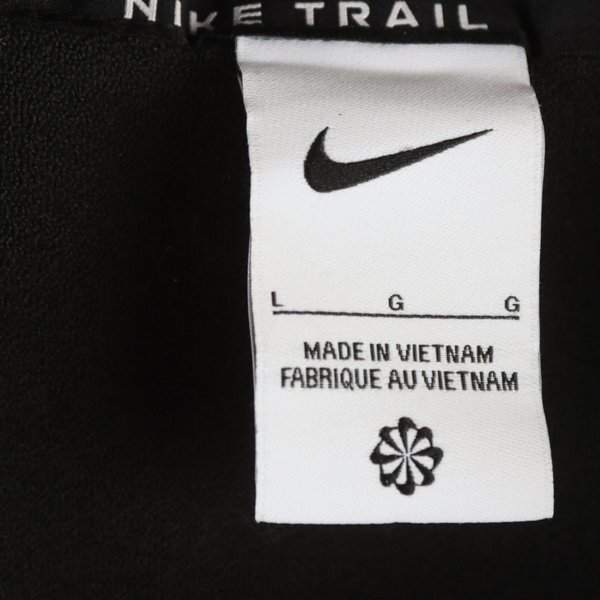 NIKE TRAIL
L G G
MADE IN VIETNAM
FABRIQUE AU VIETNAM